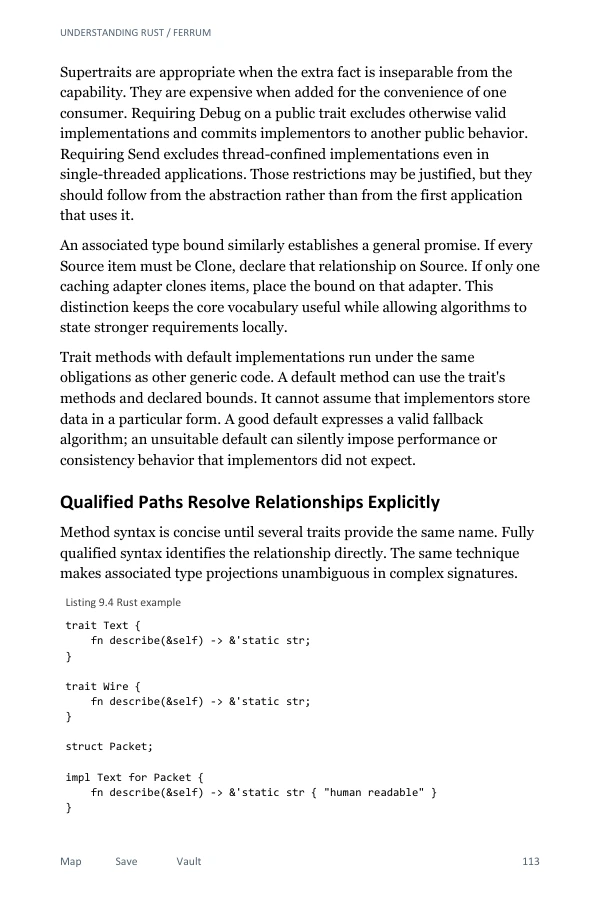 UNDERSTANDING RUST / FERRUM
Supertraits are appropriate when the extra fact is inseparable from the
capability. They are expensive when added for the convenience of one
consumer. Requiring Debug on a public trait excludes otherwise valid
implementations and commits implementors to another public behavior.
Requiring Send excludes thread-confined implementations even in
single-threaded applications. Those restrictions may be justified, but they
should follow from the abstraction rather than from the first application
that uses it.
An associated type bound similarly establishes a general promise. If every
Source item must be Clone, declare that relationship on Source. If only one
caching adapter clones items, place the bound on that adapter. This
distinction keeps the core vocabulary useful while allowing algorithms to
state stronger requirements locally.
Trait methods with default implementations run under the same
obligations as other generic code. A default method can use the trait's
methods and declared bounds. It cannot assume that implementors store
data in a particular form. A good default expresses a valid fallback
algorithm; an unsuitable default can silently impose performance or
consistency behavior that implementors did not expect.
Qualified Paths Resolve Relationships Explicitly
Method syntax is concise until several traits provide the same name. Fully
qualified syntax identifies the relationship directly. The same technique
makes associated type projections unambiguous in complex signatures.
Listing 9.4 Rust example
trait Text {
    fn describe(&self) -> &'static str;
}
trait Wire {
    fn describe(&self) -> &'static str;
}
struct Packet;
impl Text for Packet {
    fn describe(&self) -> &'static str { "human readable" }
}
Map Save Vault 113